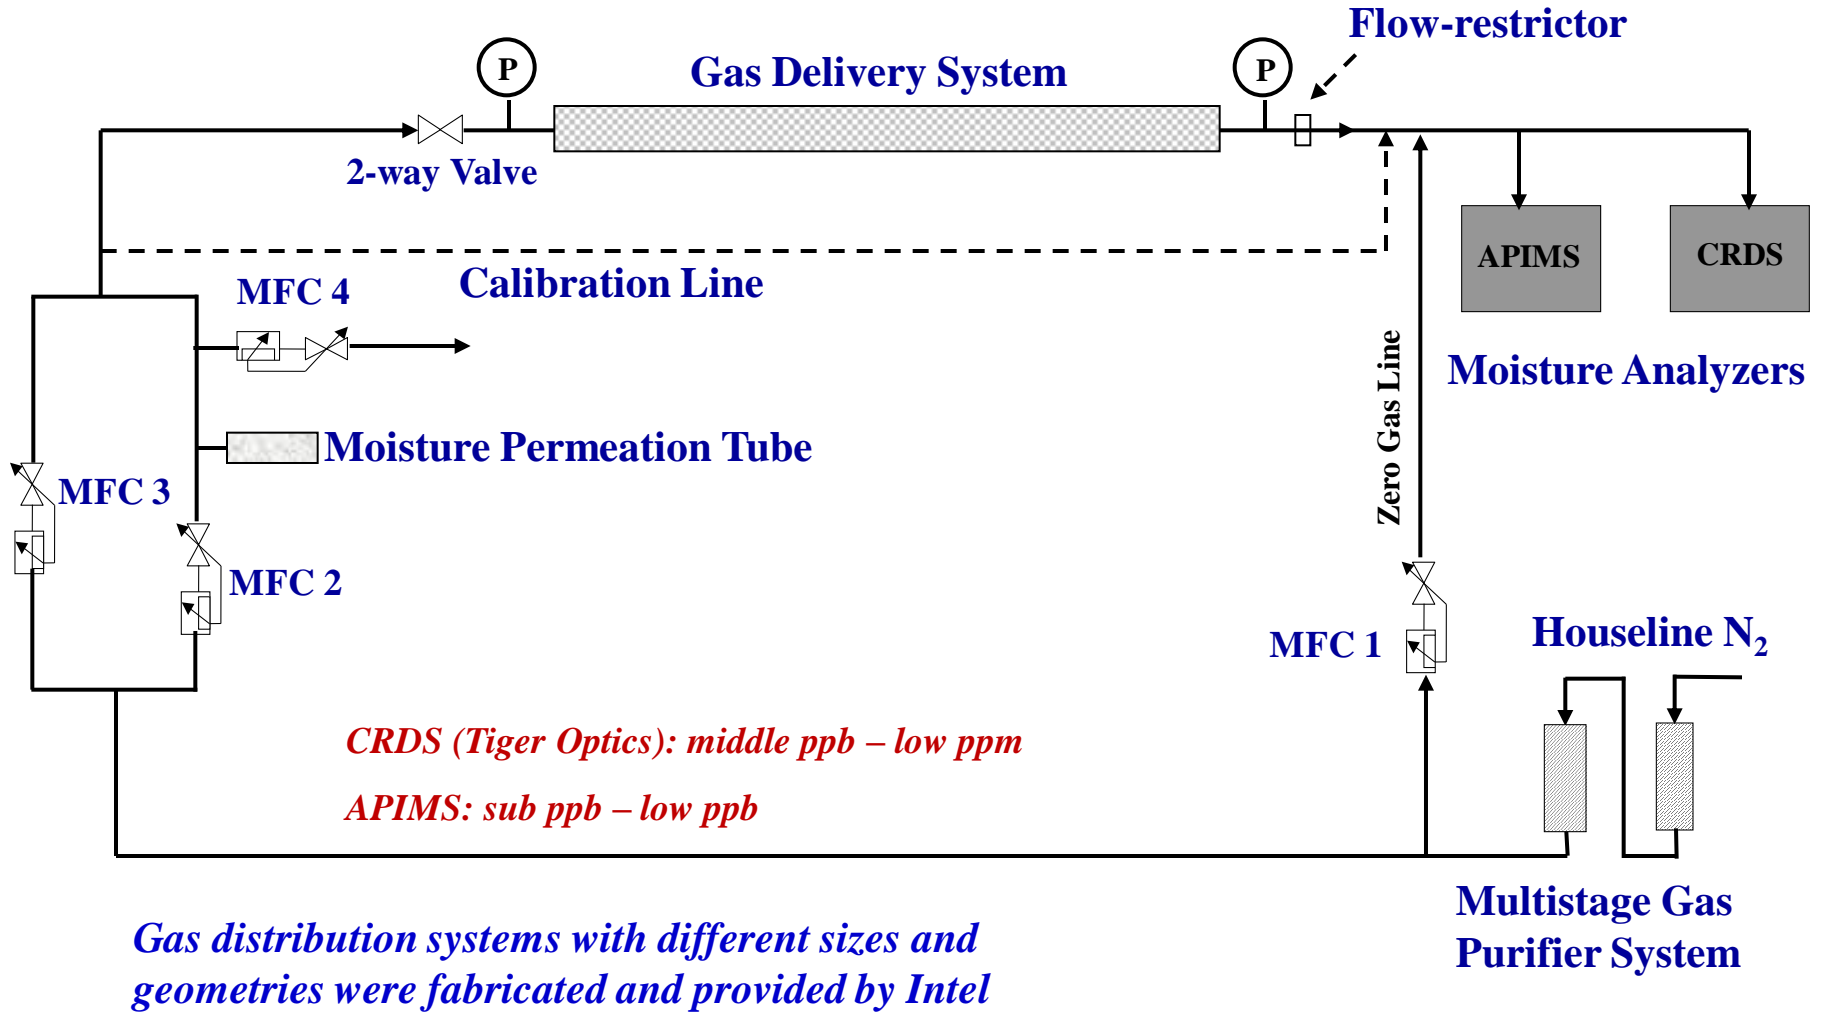 Flow-restrictor
P
Gas Delivery System
P
2-way Valve
APIMS
CRDS
MFC 4
Calibration Line
Zero Gas Line
Moisture Analyzers
Moisture Permeation Tube
MFC 3
MFC 2
MFC 1
Houseline N₂
CRDS (Tiger Optics): middle ppb – low ppm
APIMS: sub ppb – low ppb
Multistage Gas
Purifier System
Gas distribution systems with different sizes and
geometries were fabricated and provided by Intel